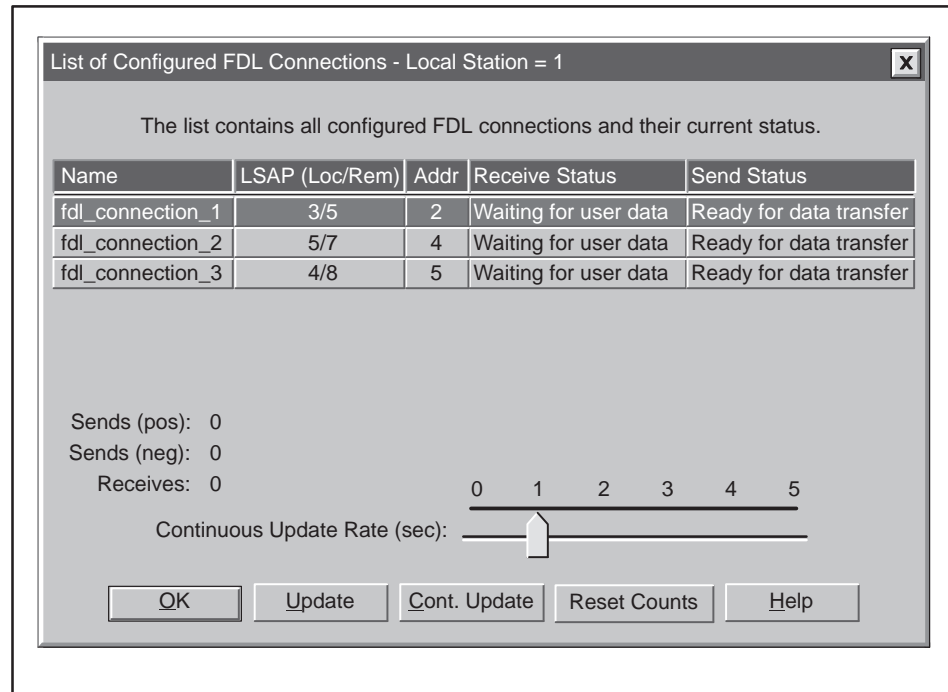 List of Configured FDL Connections - Local Station = 1 X
The list contains all configured FDL connections and their current status.
Name LSAP (Loc/Rem) Addr Receive Status Send Status
fdl_connection_1 3/5 2 Waiting for user data Ready for data transfer
fdl_connection_2 5/7 4 Waiting for user data Ready for data transfer
fdl_connection_3 4/8 5 Waiting for user data Ready for data transfer
Sends (pos): 0
Sends (neg): 0
Receives: 0
0 1 2 3 4 5
Continuous Update Rate (sec):
OK Update Cont. Update Reset Counts Help